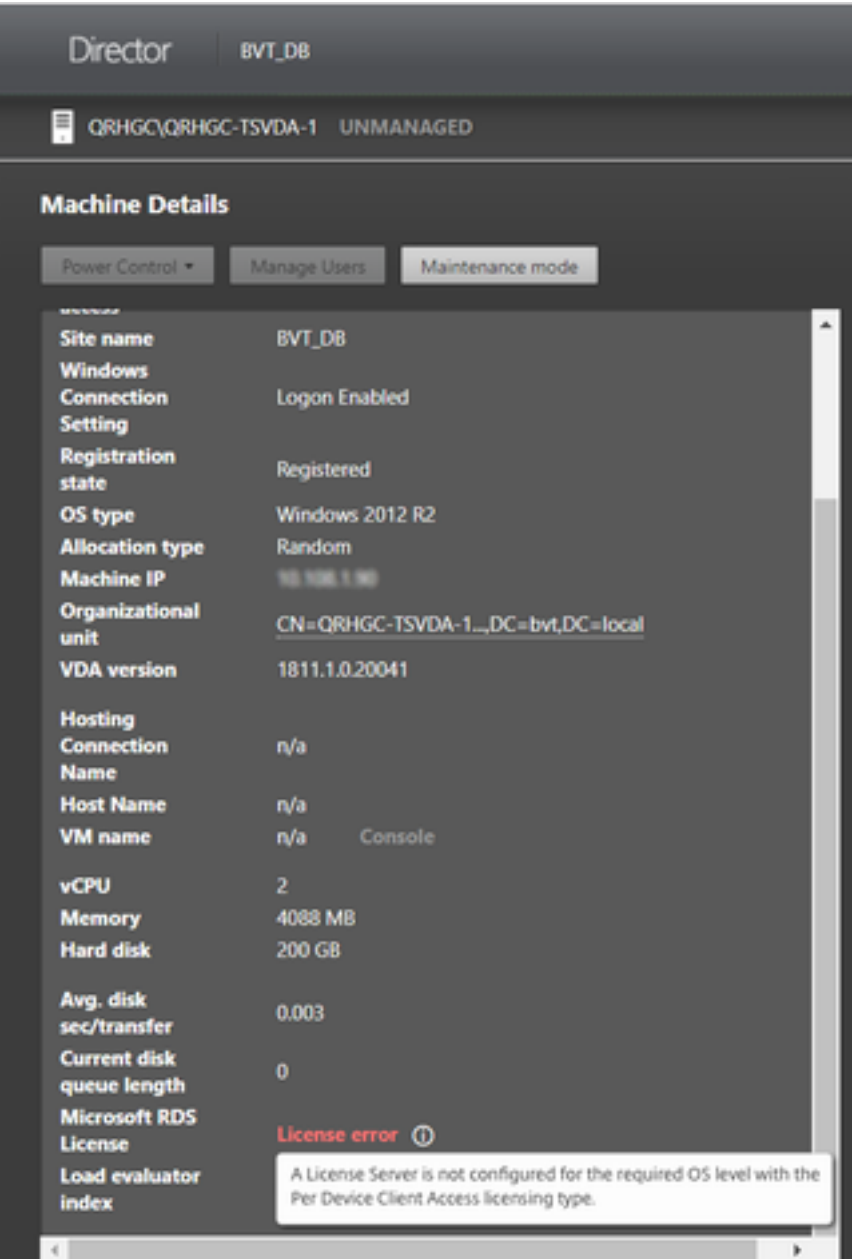 Director BVT_DB
QRHGC\QRHGC-TSVDA-1 UNMANAGED
Machine Details
Power Control Manage Users Maintenance mode
access
Site name BVT_DB
Windows
Connection Logon Enabled
Setting
Registration
state Registered
OS type Windows 2012 R2
Allocation type Random
Machine IP
Organizational
unit CN=QRHGC-TSVDA-1...,DC=bvt,DC=local
VDA version 1811.1.0.20041
Hosting
Connection n/a
Name
Host Name n/a
VM name n/a Console
vCPU 2
Memory 4088 MB
Hard disk 200 GB
Avg. disk
sec/transfer 0.003
Current disk
queue length 0
Microsoft RDS
License License error
Load evaluator
index
A License Server is not configured for the required OS level with the
Per Device Client Access licensing type.